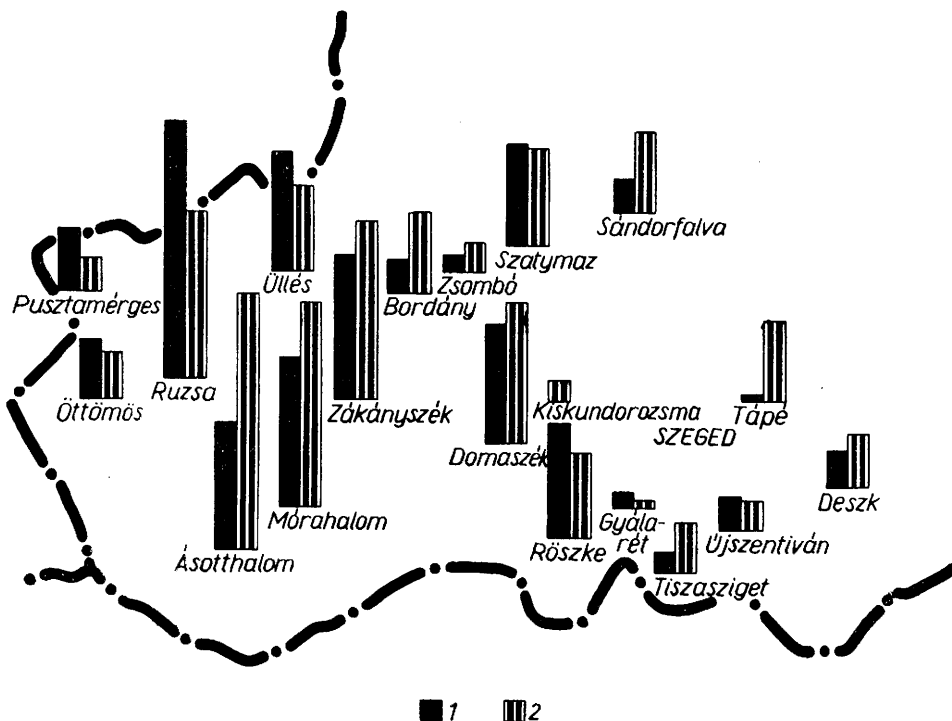 Sándorfalva
Szatymaz
Üllés
Zsombó
Pusztamérges
Bordány
Ruzsa
Öttömös
Zákányszék
Kiskundorozsma
Tápé
SZEGED
Domaszék
Deszk
Mórahalom
Gyála-
rét
Újszentiván
Röszke
Ásotthalom
Tiszasziget
1 2